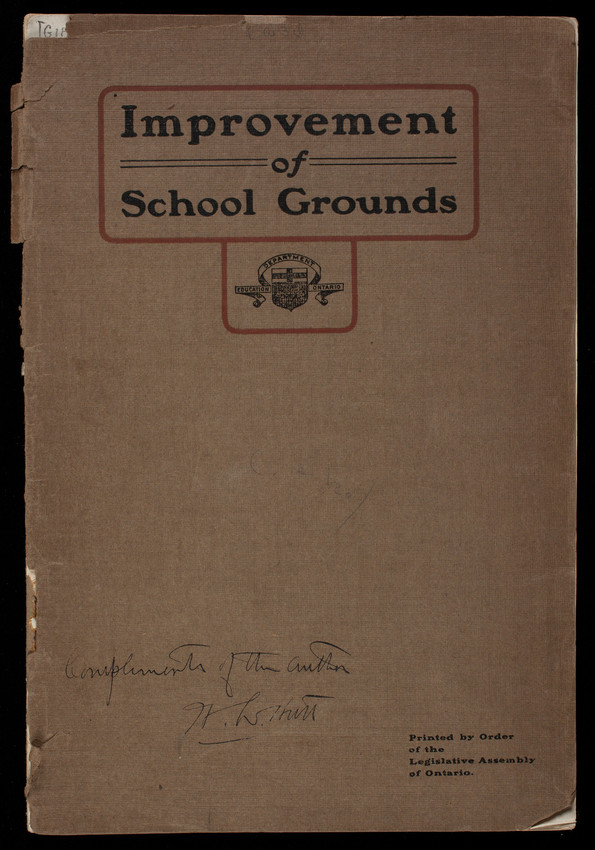 Improvement
of
School Grounds
DEPARTMENT
EDUCATION ONTARIO
Compliments of the author
H. L. Hutt
Printed by Order
of the
Legislative Assembly
of Ontario.